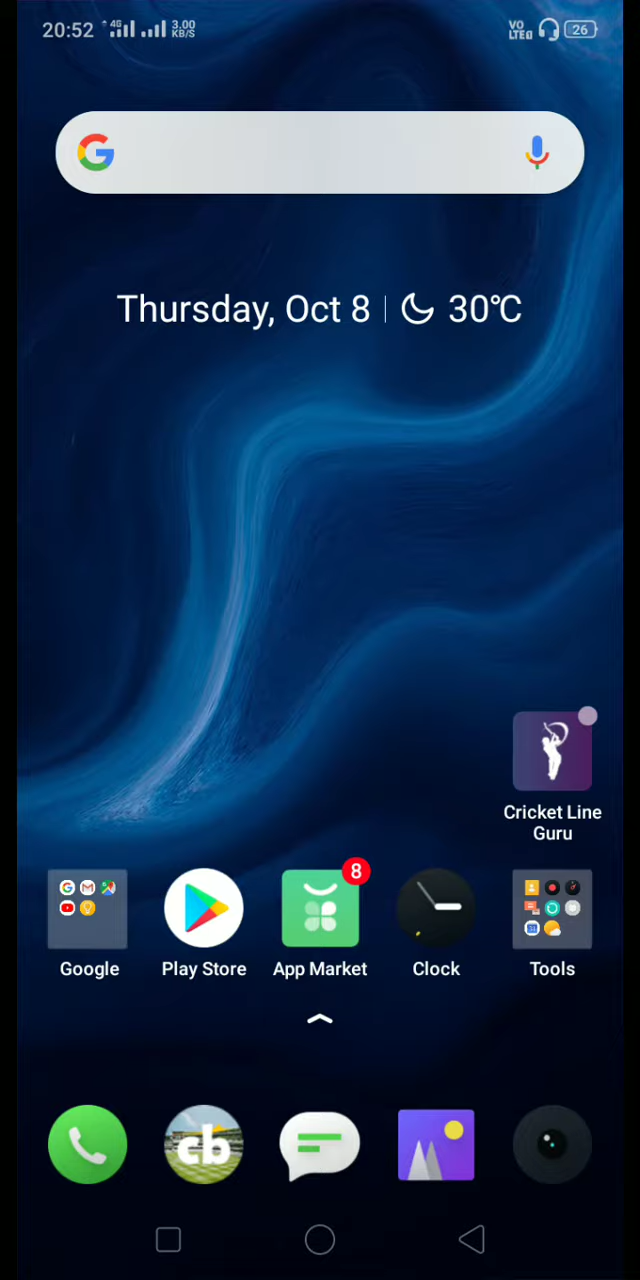 20:52 4G 3.00 KB/S VO LTE 26
Thursday, Oct 8 | 30℃
Cricket Line
Guru
8
Google Play Store App Market Clock Tools
cb